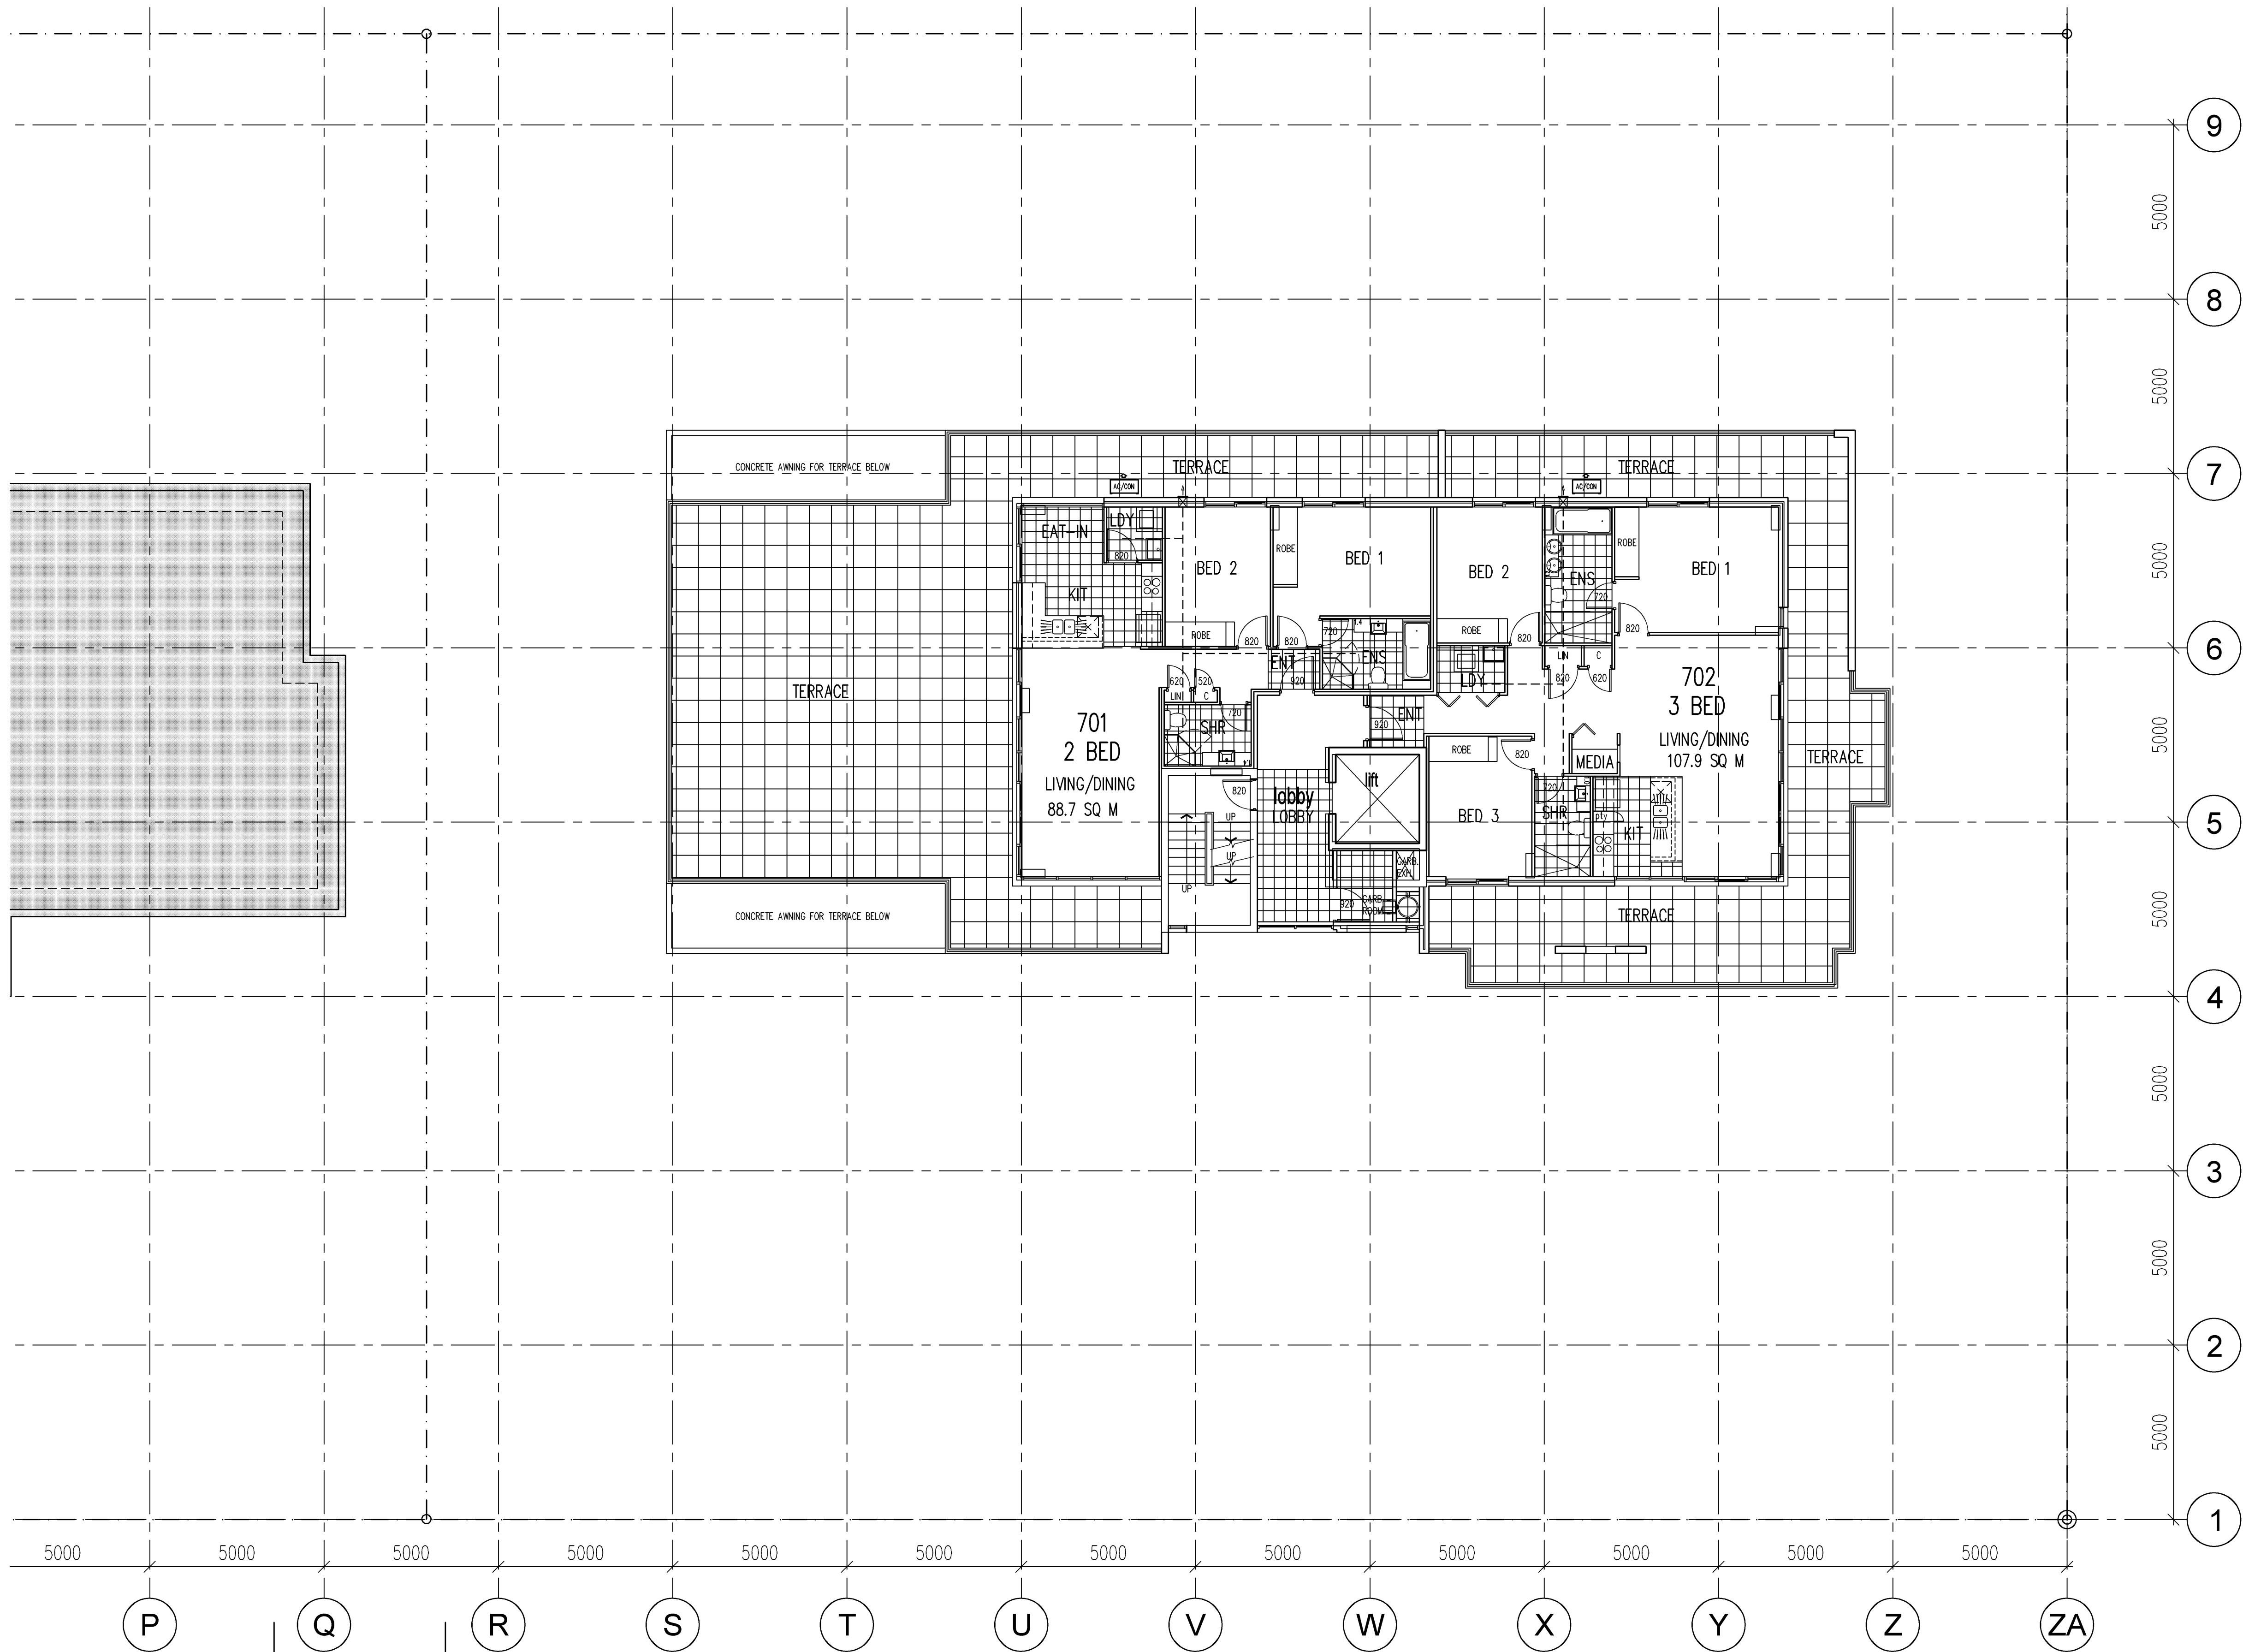 9
5000
8
5000
7
5000
6
5000
5
5000
4
5000
3
5000
2
5000
1
CONCRETE AWNING FOR TERRACE BELOW
TERRACE
TERRACE
AC/CON
AC/CON
EAT-IN
LDY
820
KIT
BED 2
ROBE
820
ROBE
BED 1
820
720
ENS
BED 2
ROBE
820
ENS
720
ROBE
BED 1
820
TERRACE
ENT
920
620
520
LIN
C
720
SHR
LDY
LIN
C
820
620
701
2 BED
LIVING/DINING
88.7 SQ M
702
3 BED
LIVING/DINING
107.9 SQ M
ENT
920
ROBE
820
MEDIA
TERRACE
lift
820
lobby
LOBBY
BED 3
720
SHR
pty
KIT
UP
UP
UP
920
TERRACE
CONCRETE AWNING FOR TERRACE BELOW
5000
5000
5000
5000
5000
5000
5000
5000
5000
5000
5000
5000
P
Q
R
S
T
U
V
W
X
Y
Z
ZA